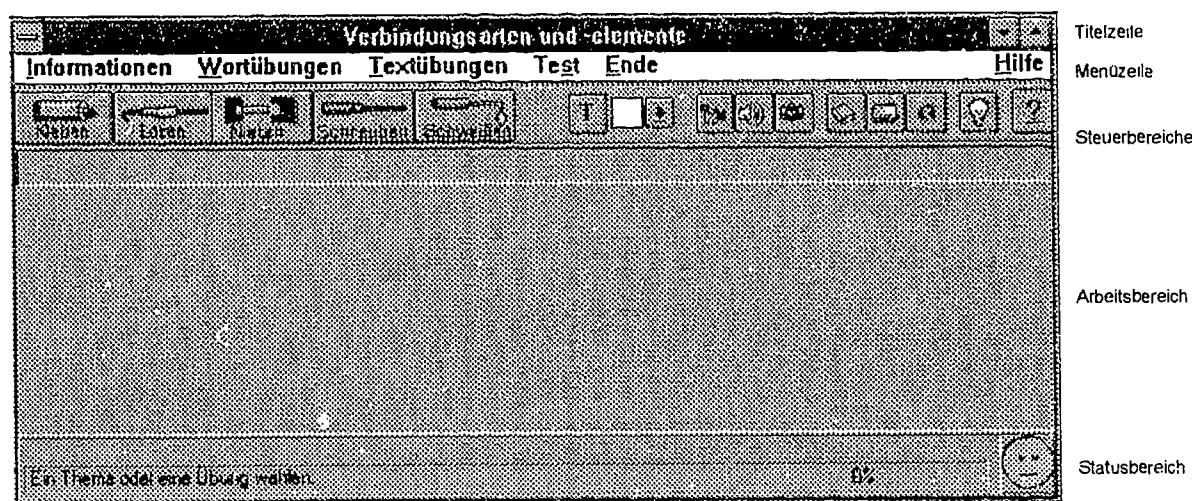 Verbindungsarten und -elemente Titelzeile
Informationen Wortübungen Textübungen Test Ende Hilfe Menüzeile
Kleben Löten Nieten Schrauben Schweißen T ?
Steuerbereiche
Arbeitsbereich
Ein Thema oder eine Übung wählen. 0% Statusbereich